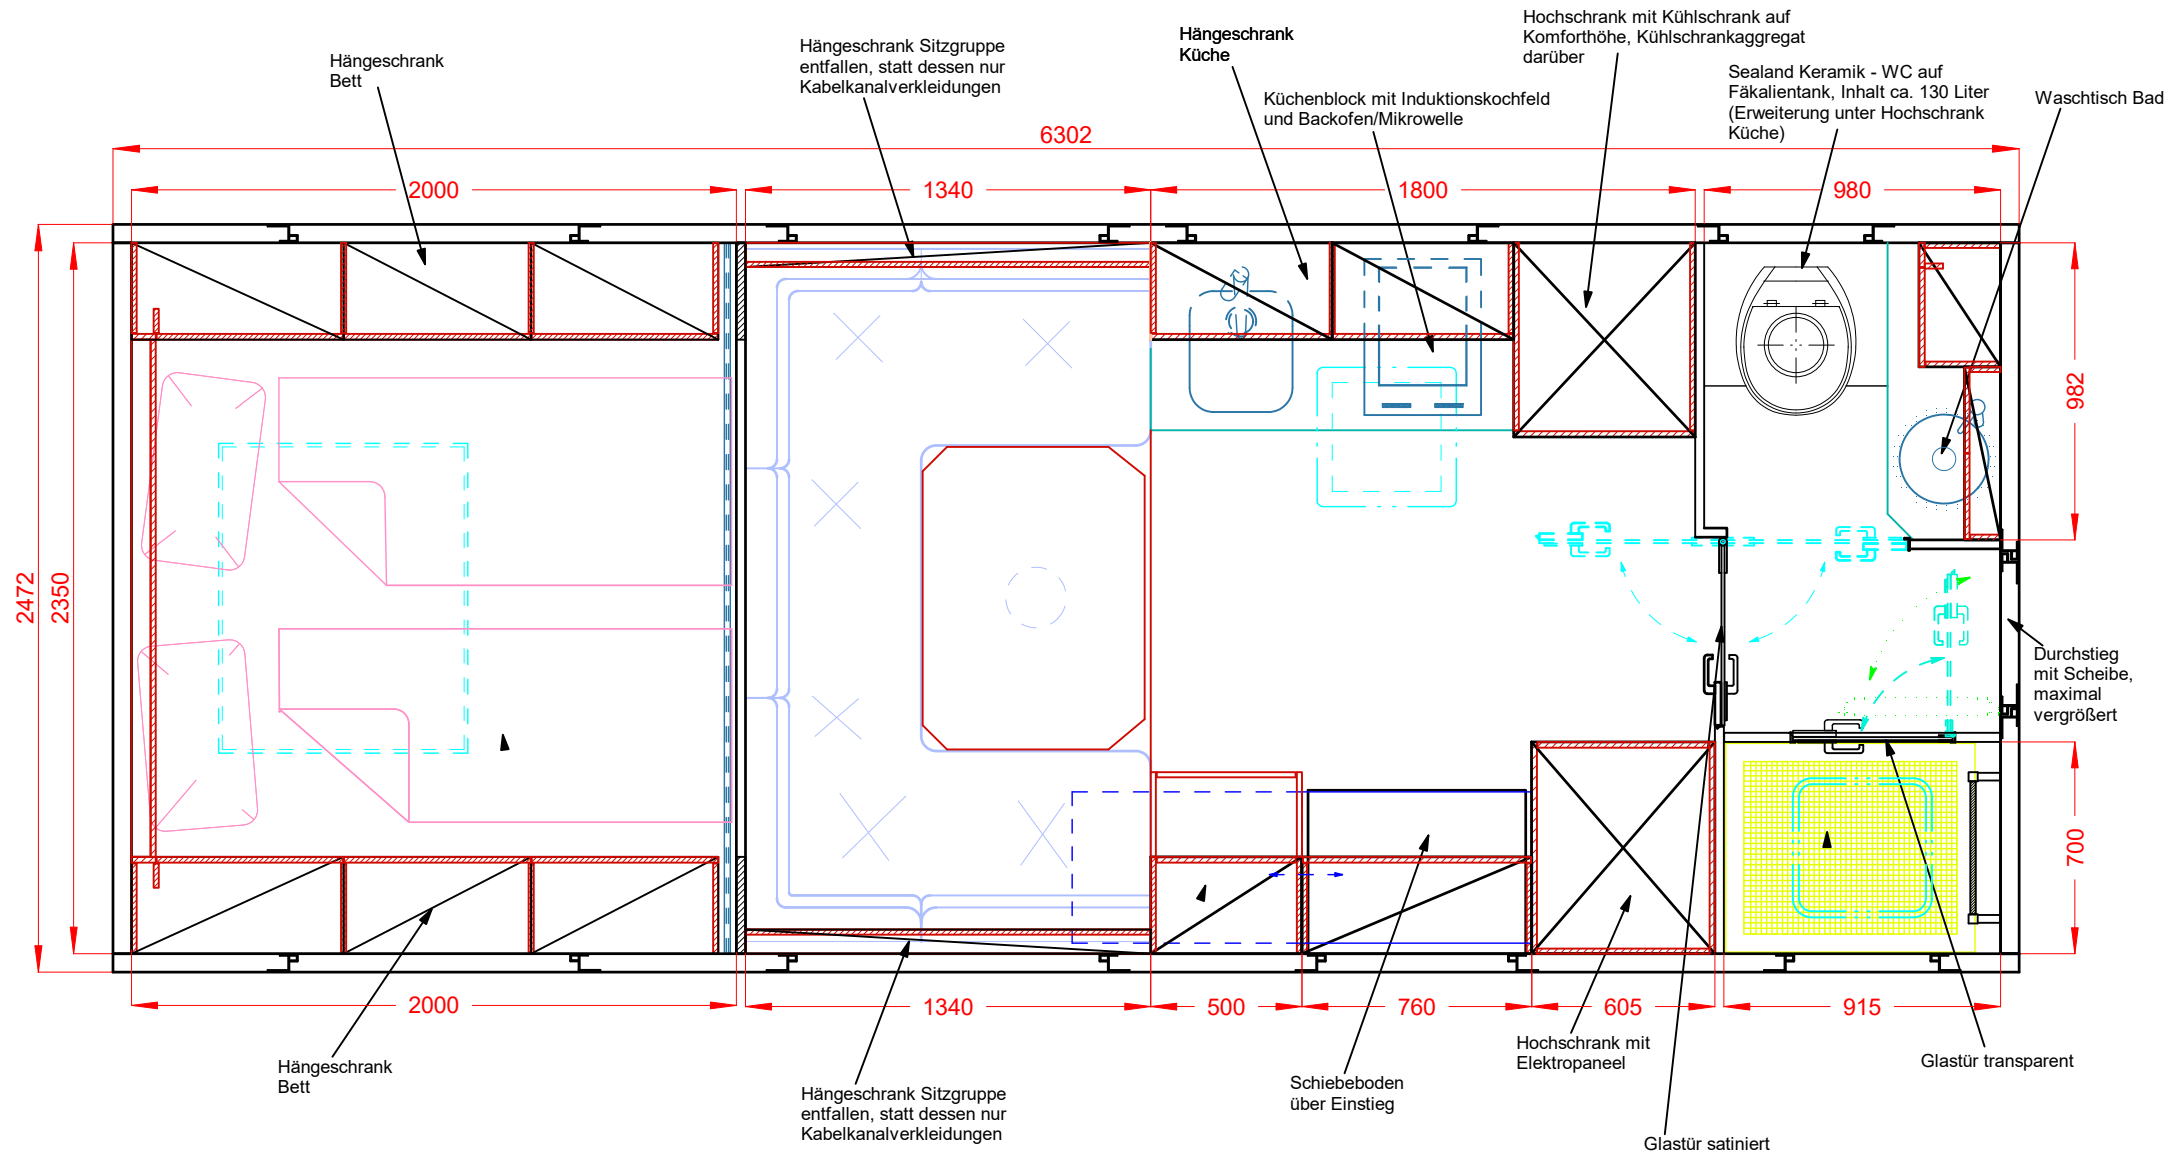 Hochschrank mit Kühlschrank auf
Komforthöhe, Kühlschrankaggregat
darüber
Hängeschrank
Küche
Hängeschrank Sitzgruppe
entfallen, statt dessen nur
Kabelkanalverkleidungen
Hängeschrank
Bett
Sealand Keramik - WC auf
Fäkalientank, Inhalt ca. 130 Liter
(Erweiterung unter Hochschrank
Küche)
Waschtisch Bad
Küchenblock mit Induktionskochfeld
und Backofen/Mikrowelle
6302
2000
1340
1800
980
2472
2350
982
Durchstieg
mit Scheibe,
maximal
vergrößert
700
2000
1340
500
760
605
915
Hängeschrank
Bett
Hängeschrank Sitzgruppe
entfallen, statt dessen nur
Kabelkanalverkleidungen
Schiebeboden
über Einstieg
Hochschrank mit
Elektropaneel
Glastür transparent
Glastür satiniert